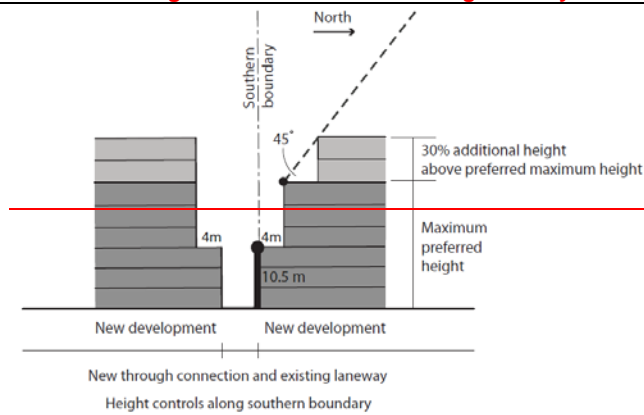 North
Southern
boundary
45°
30% additional height
above preferred maximum height
4m
4m
Maximum
preferred
height
10.5 m
New development
New development
New through connection and existing laneway
Height controls along southern boundary